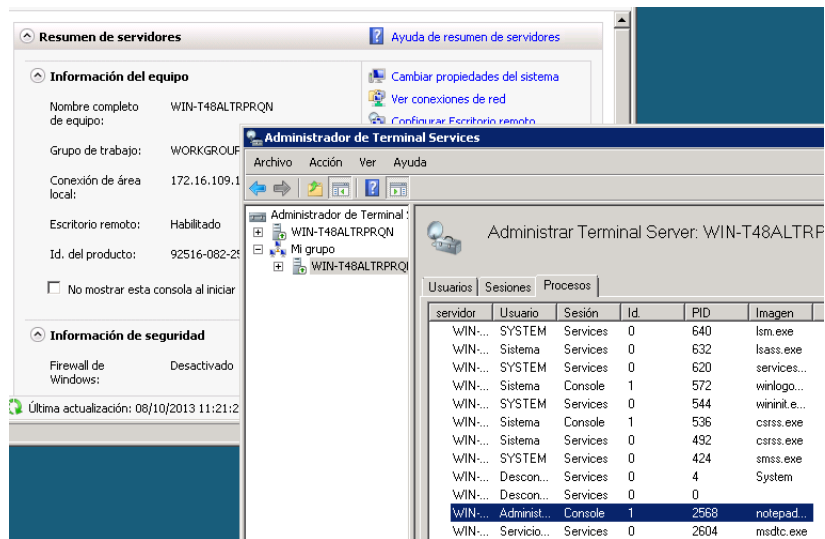 Resumen de servidores
Ayuda de resumen de servidores
Información del equipo
Nombre completo de equipo:
WIN-T48ALTRPRQN
Grupo de trabajo:
WORKGROUP
Conexión de área local:
172.16.109.1
Escritorio remoto:
Habilitado
Id. del producto:
92516-082-25
No mostrar esta consola al iniciar
Información de seguridad
Firewall de Windows:
Desactivado
Última actualización: 08/10/2013 11:21:2
Cambiar propiedades del sistema
Ver conexiones de red
Configurar Escritorio remoto
Administrador de Terminal Services
Archivo Acción Ver Ayuda
Administrador de Terminal
WIN-T48ALTRPRQN
Mi grupo
WIN-T48ALTRPRQN
Administrar Terminal Server: WIN-T48ALTRP
Usuarios Sesiones Procesos
servidor Usuario Sesión Id. PID Imagen
WIN-... SYSTEM Services 0 640 lsm.exe
WIN-... Sistema Services 0 632 lsass.exe
WIN-... SYSTEM Services 0 620 services...
WIN-... Sistema Console 1 572 winlogo...
WIN-... SYSTEM Services 0 544 wininit.e...
WIN-... Sistema Console 1 536 csrss.exe
WIN-... Sistema Services 0 492 csrss.exe
WIN-... SYSTEM Services 0 424 smss.exe
WIN-... Descon... Services 0 4 System
WIN-... Descon... Services 0 0
WIN-... Administ... Console 1 2568 notepad...
WIN-... Servicio... Services 0 2604 msdtc.exe